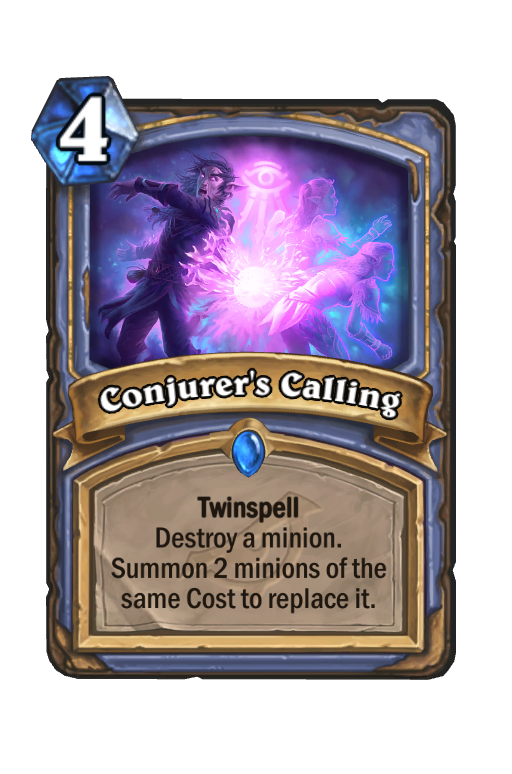 4
Conjurer's Calling
Twinspell
Destroy a minion.
Summon 2 minions of the
same Cost to replace it.